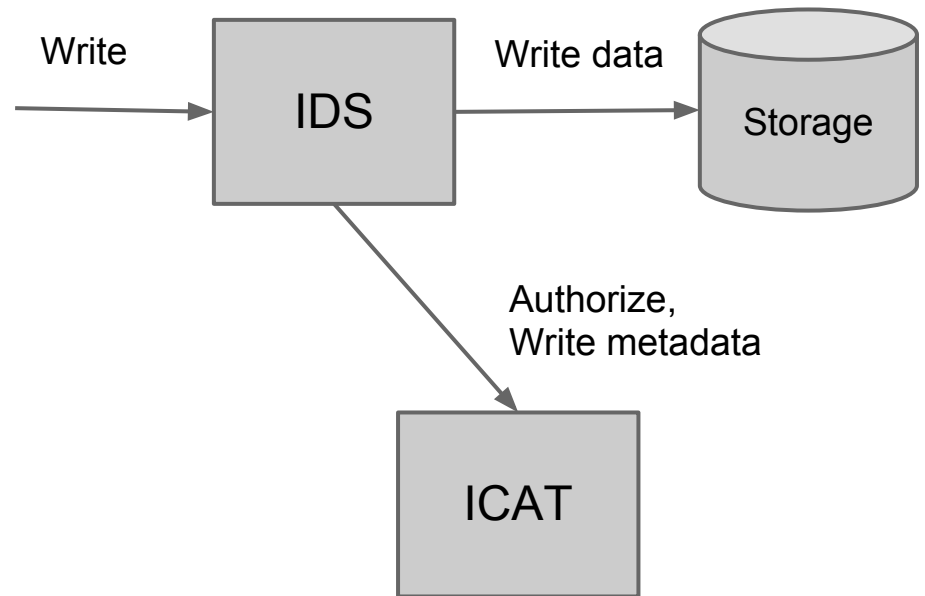 Write
IDS
Write data
Storage
Authorize,
Write metadata
ICAT